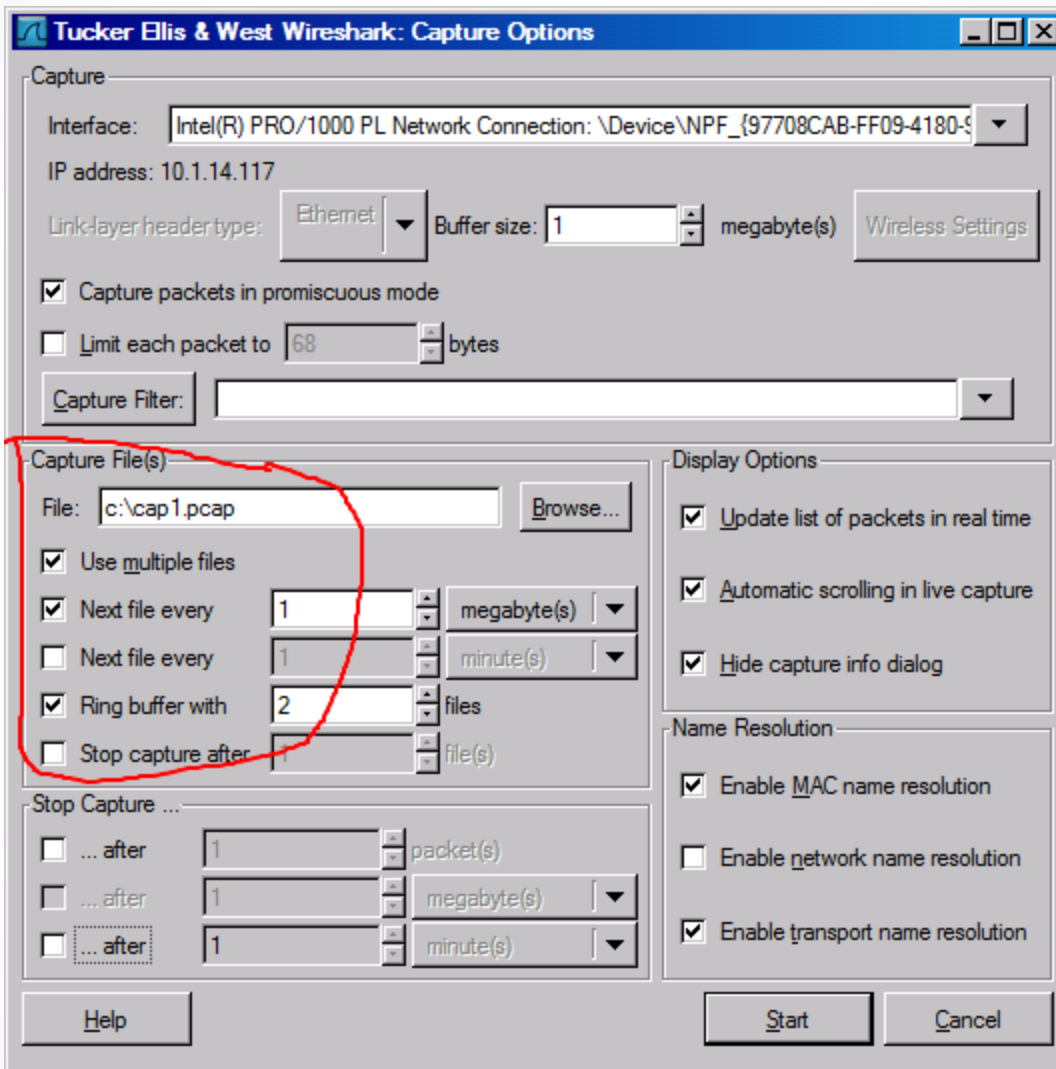 Tucker Ellis & West Wireshark: Capture Options
Capture
Interface: Intel(R) PRO/1000 PL Network Connection: \Device\NPF_{97708CAB-FF09-4180-9
IP address: 10.1.14.117
Link-layer header type: Ethernet Buffer size: 1 megabyte(s) Wireless Settings
Capture packets in promiscuous mode
Limit each packet to 68 bytes
Capture Filter:
Capture File(s)
File: c:\cap1.pcap Browse...
Use multiple files
Next file every 1 megabyte(s)
Next file every 1 minute(s)
Ring buffer with 2 files
Stop capture after 1 file(s)
Display Options
Update list of packets in real time
Automatic scrolling in live capture
Hide capture info dialog
Stop Capture ...
... after 1 packet(s)
... after 1 megabyte(s)
... after 1 minute(s)
Name Resolution
Enable MAC name resolution
Enable network name resolution
Enable transport name resolution
Help Start Cancel